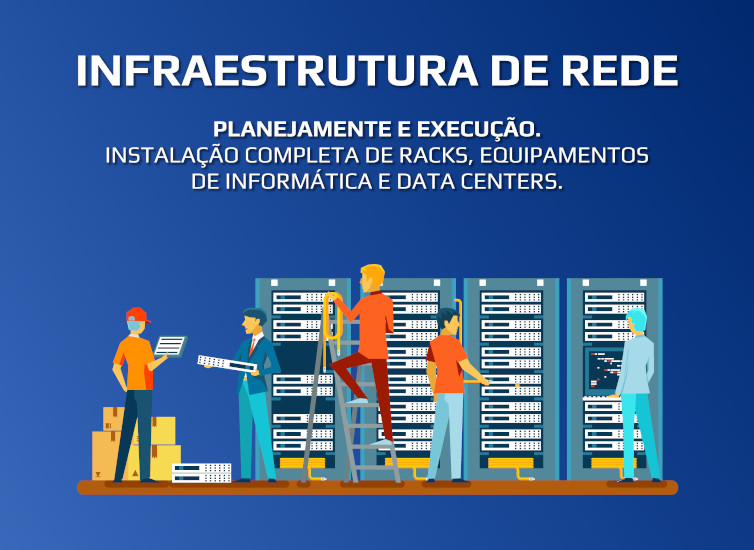 INFRAESTRUTURA DE REDE
PLANEJAMENTE E EXECUÇÃO.
INSTALAÇÃO COMPLETA DE RACKS, EQUIPAMENTOS
DE INFORMÁTICA E DATA CENTERS.